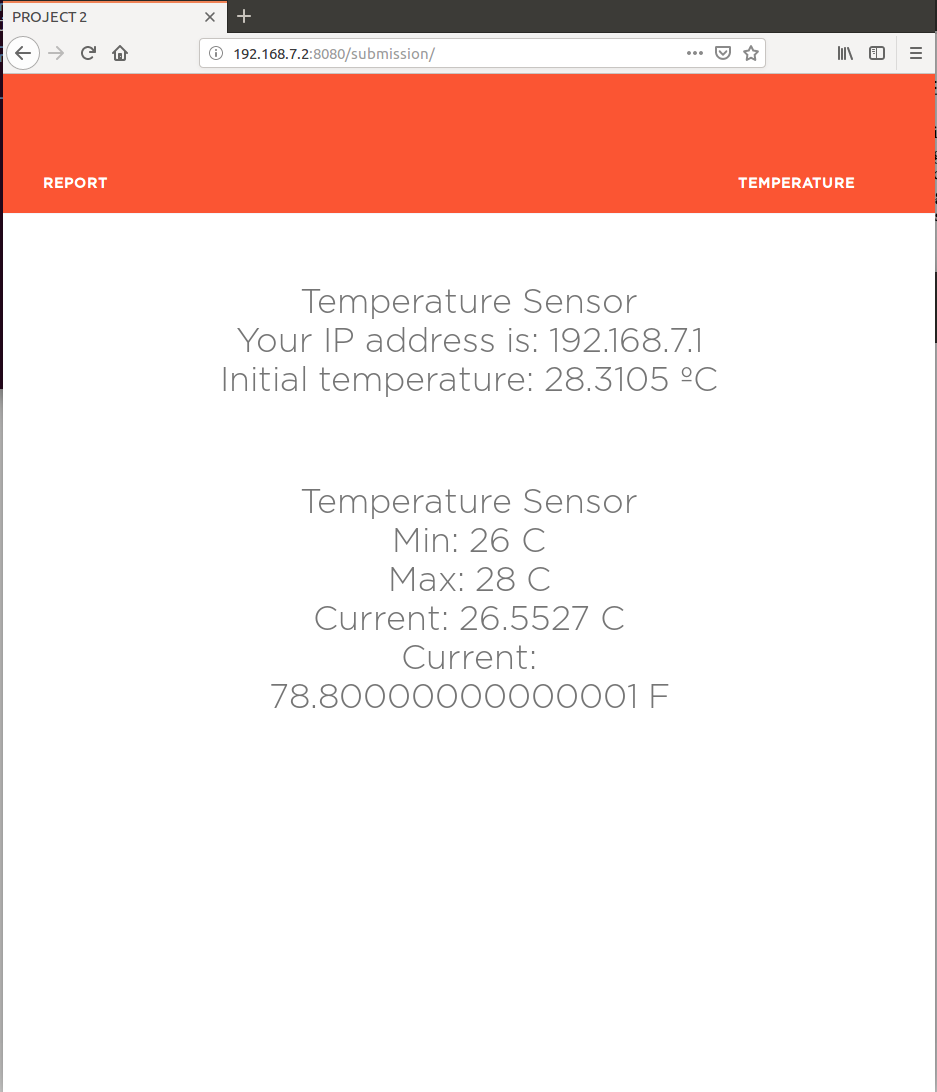 PROJECT 2
192.168.7.2:8080/submission/
REPORT
TEMPERATURE
Temperature Sensor
Your IP address is: 192.168.7.1
Initial temperature: 28.3105 ºC
Temperature Sensor
Min: 26 C
Max: 28 C
Current: 26.5527 C
Current:
78.80000000000001 F